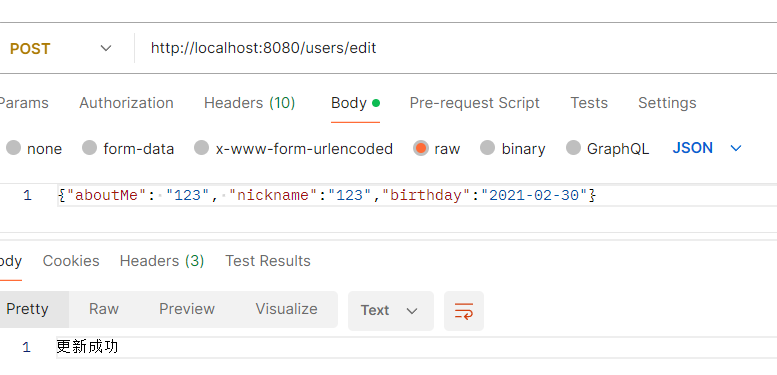 POST http://localhost:8080/users/edit
Params Authorization Headers (10) Body Pre-request Script Tests Settings
none form-data x-www-form-urlencoded raw binary GraphQL JSON
1 {"aboutMe": "123", "nickname":"123","birthday":"2021-02-30"}
ody Cookies Headers (3) Test Results
Pretty Raw Preview Visualize Text
1 更新成功